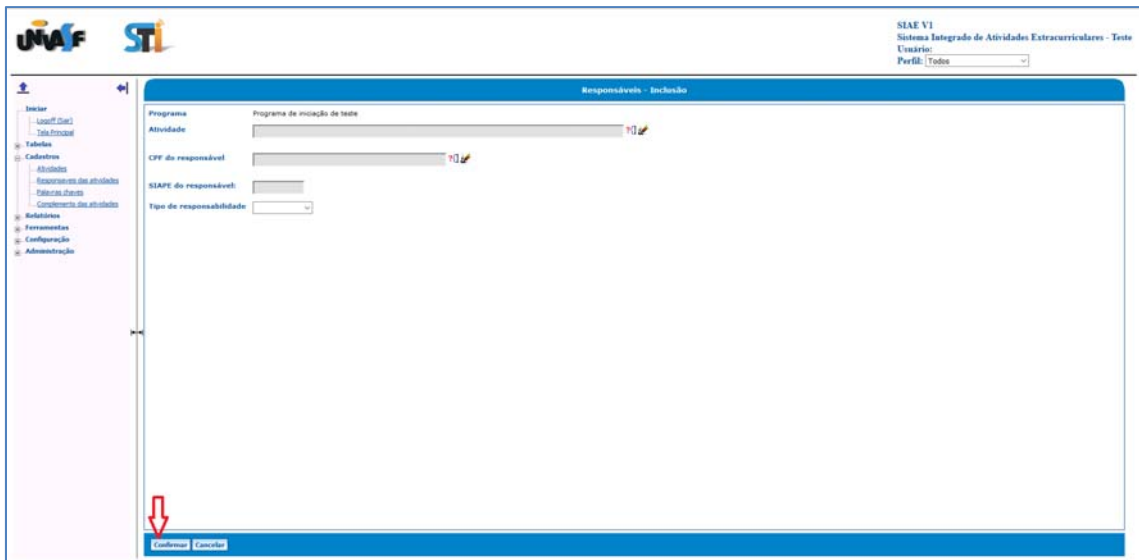 UNIVASF
STI
SIAE V1
Sistema Integrado de Atividades Extracurriculares - Teste
Usuário:
Perfil: Todos
Iniciar
Logoff (Sair)
Tela Principal
Tabelas
Cadastros
Atividades
Responsaveis das atividades
Palavras chaves
Complemento das atividades
Relatórios
Ferramentas
Configuração
Administração
Responsáveis - Inclusão
Programa Programa de iniciação de teste
Atividade
CPF do responsável
SIAPE do responsável:
Tipo de responsabilidade
Confirmar Cancelar